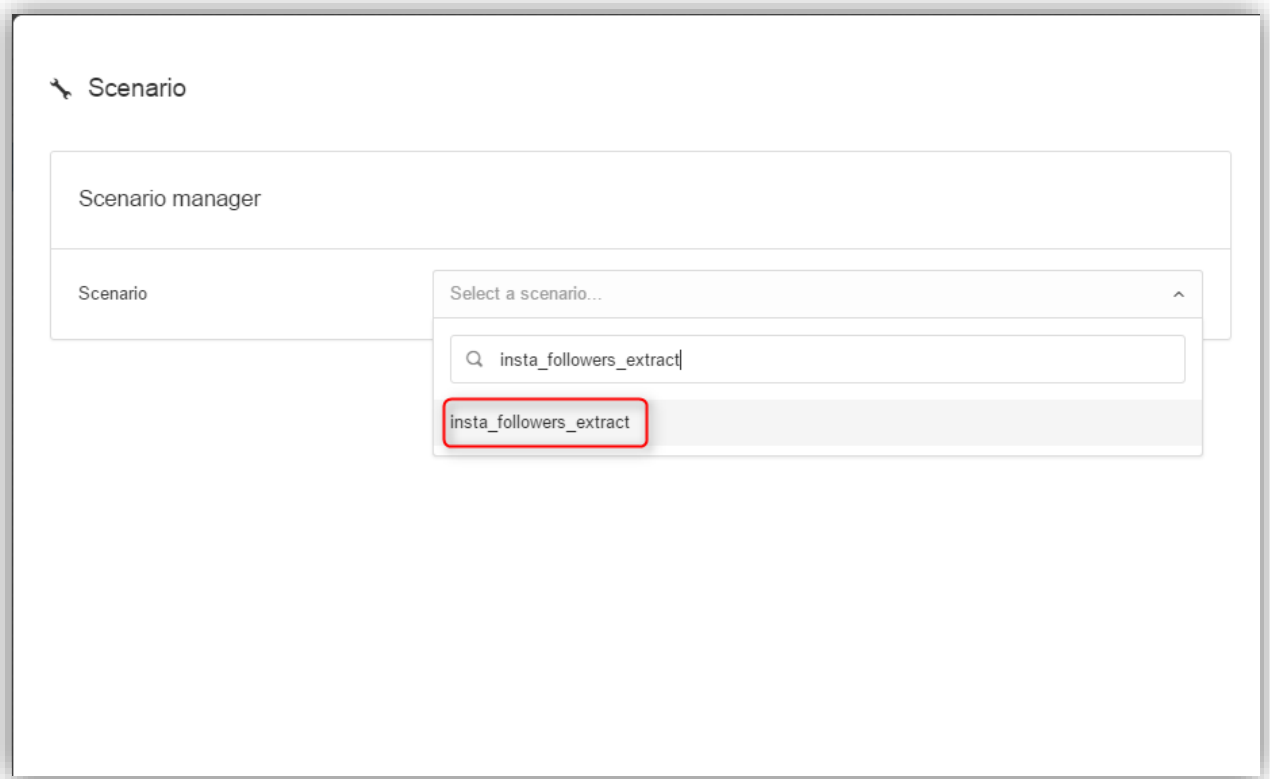 Scenario
Scenario manager
Scenario
Select a scenario...
insta_followers_extract
insta_followers_extract